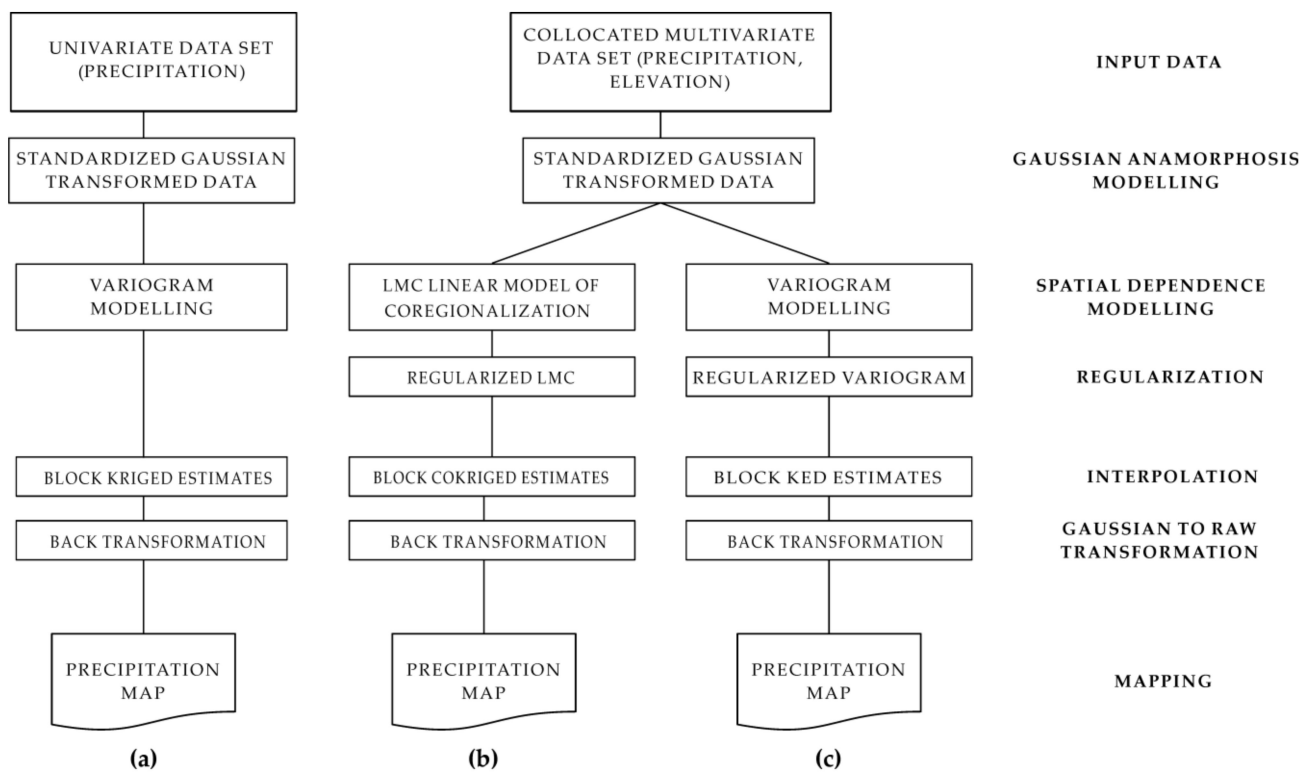 UNIVARIATE DATA SET
(PRECIPITATION)
COLLOCATED MULTIVARIATE
DATA SET (PRECIPITATION,
ELEVATION)
INPUT DATA
STANDARDIZED GAUSSIAN
TRANSFORMED DATA
STANDARDIZED GAUSSIAN
TRANSFORMED DATA
GAUSSIAN ANAMORPHOSIS
MODELLING
VARIOGRAM
MODELLING
LMC LINEAR MODEL OF
COREGIONALIZATION
VARIOGRAM
MODELLING
SPATIAL DEPENDENCE
MODELLING
REGULARIZED LMC
REGULARIZED VARIOGRAM
REGULARIZATION
BLOCK KRIGED ESTIMATES
BLOCK COKRIGED ESTIMATES
BLOCK KED ESTIMATES
INTERPOLATION
BACK TRANSFORMATION
BACK TRANSFORMATION
BACK TRANSFORMATION
GAUSSIAN TO RAW
TRANSFORMATION
PRECIPITATION
MAP
PRECIPITATION
MAP
PRECIPITATION
MAP
MAPPING
(a)
(b)
(c)